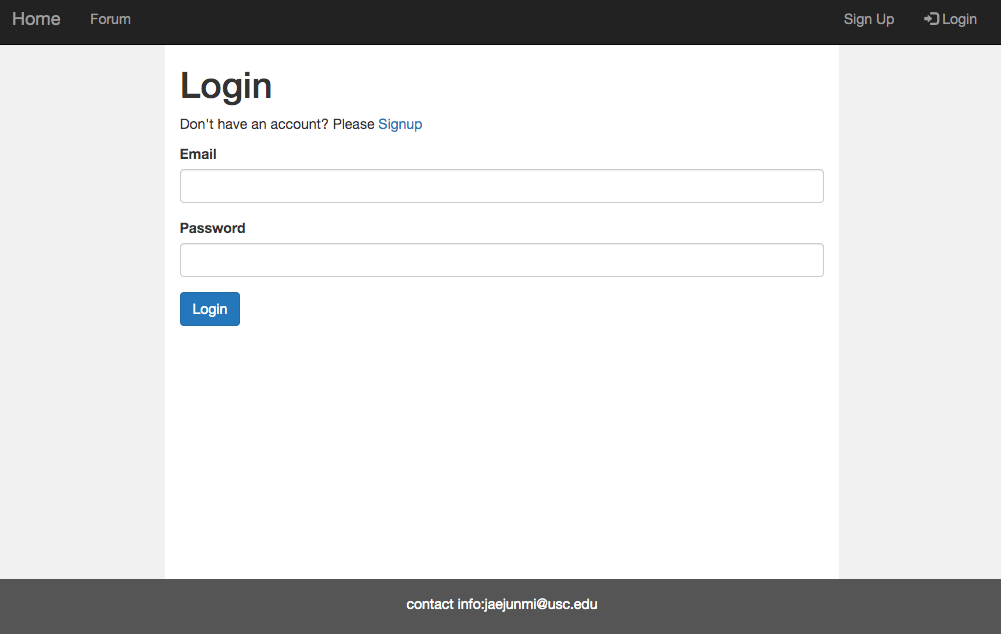 Home Forum Sign Up Login
Login
Don't have an account? Please Signup
Email
Password
Login
contact info:jaejunmi@usc.edu